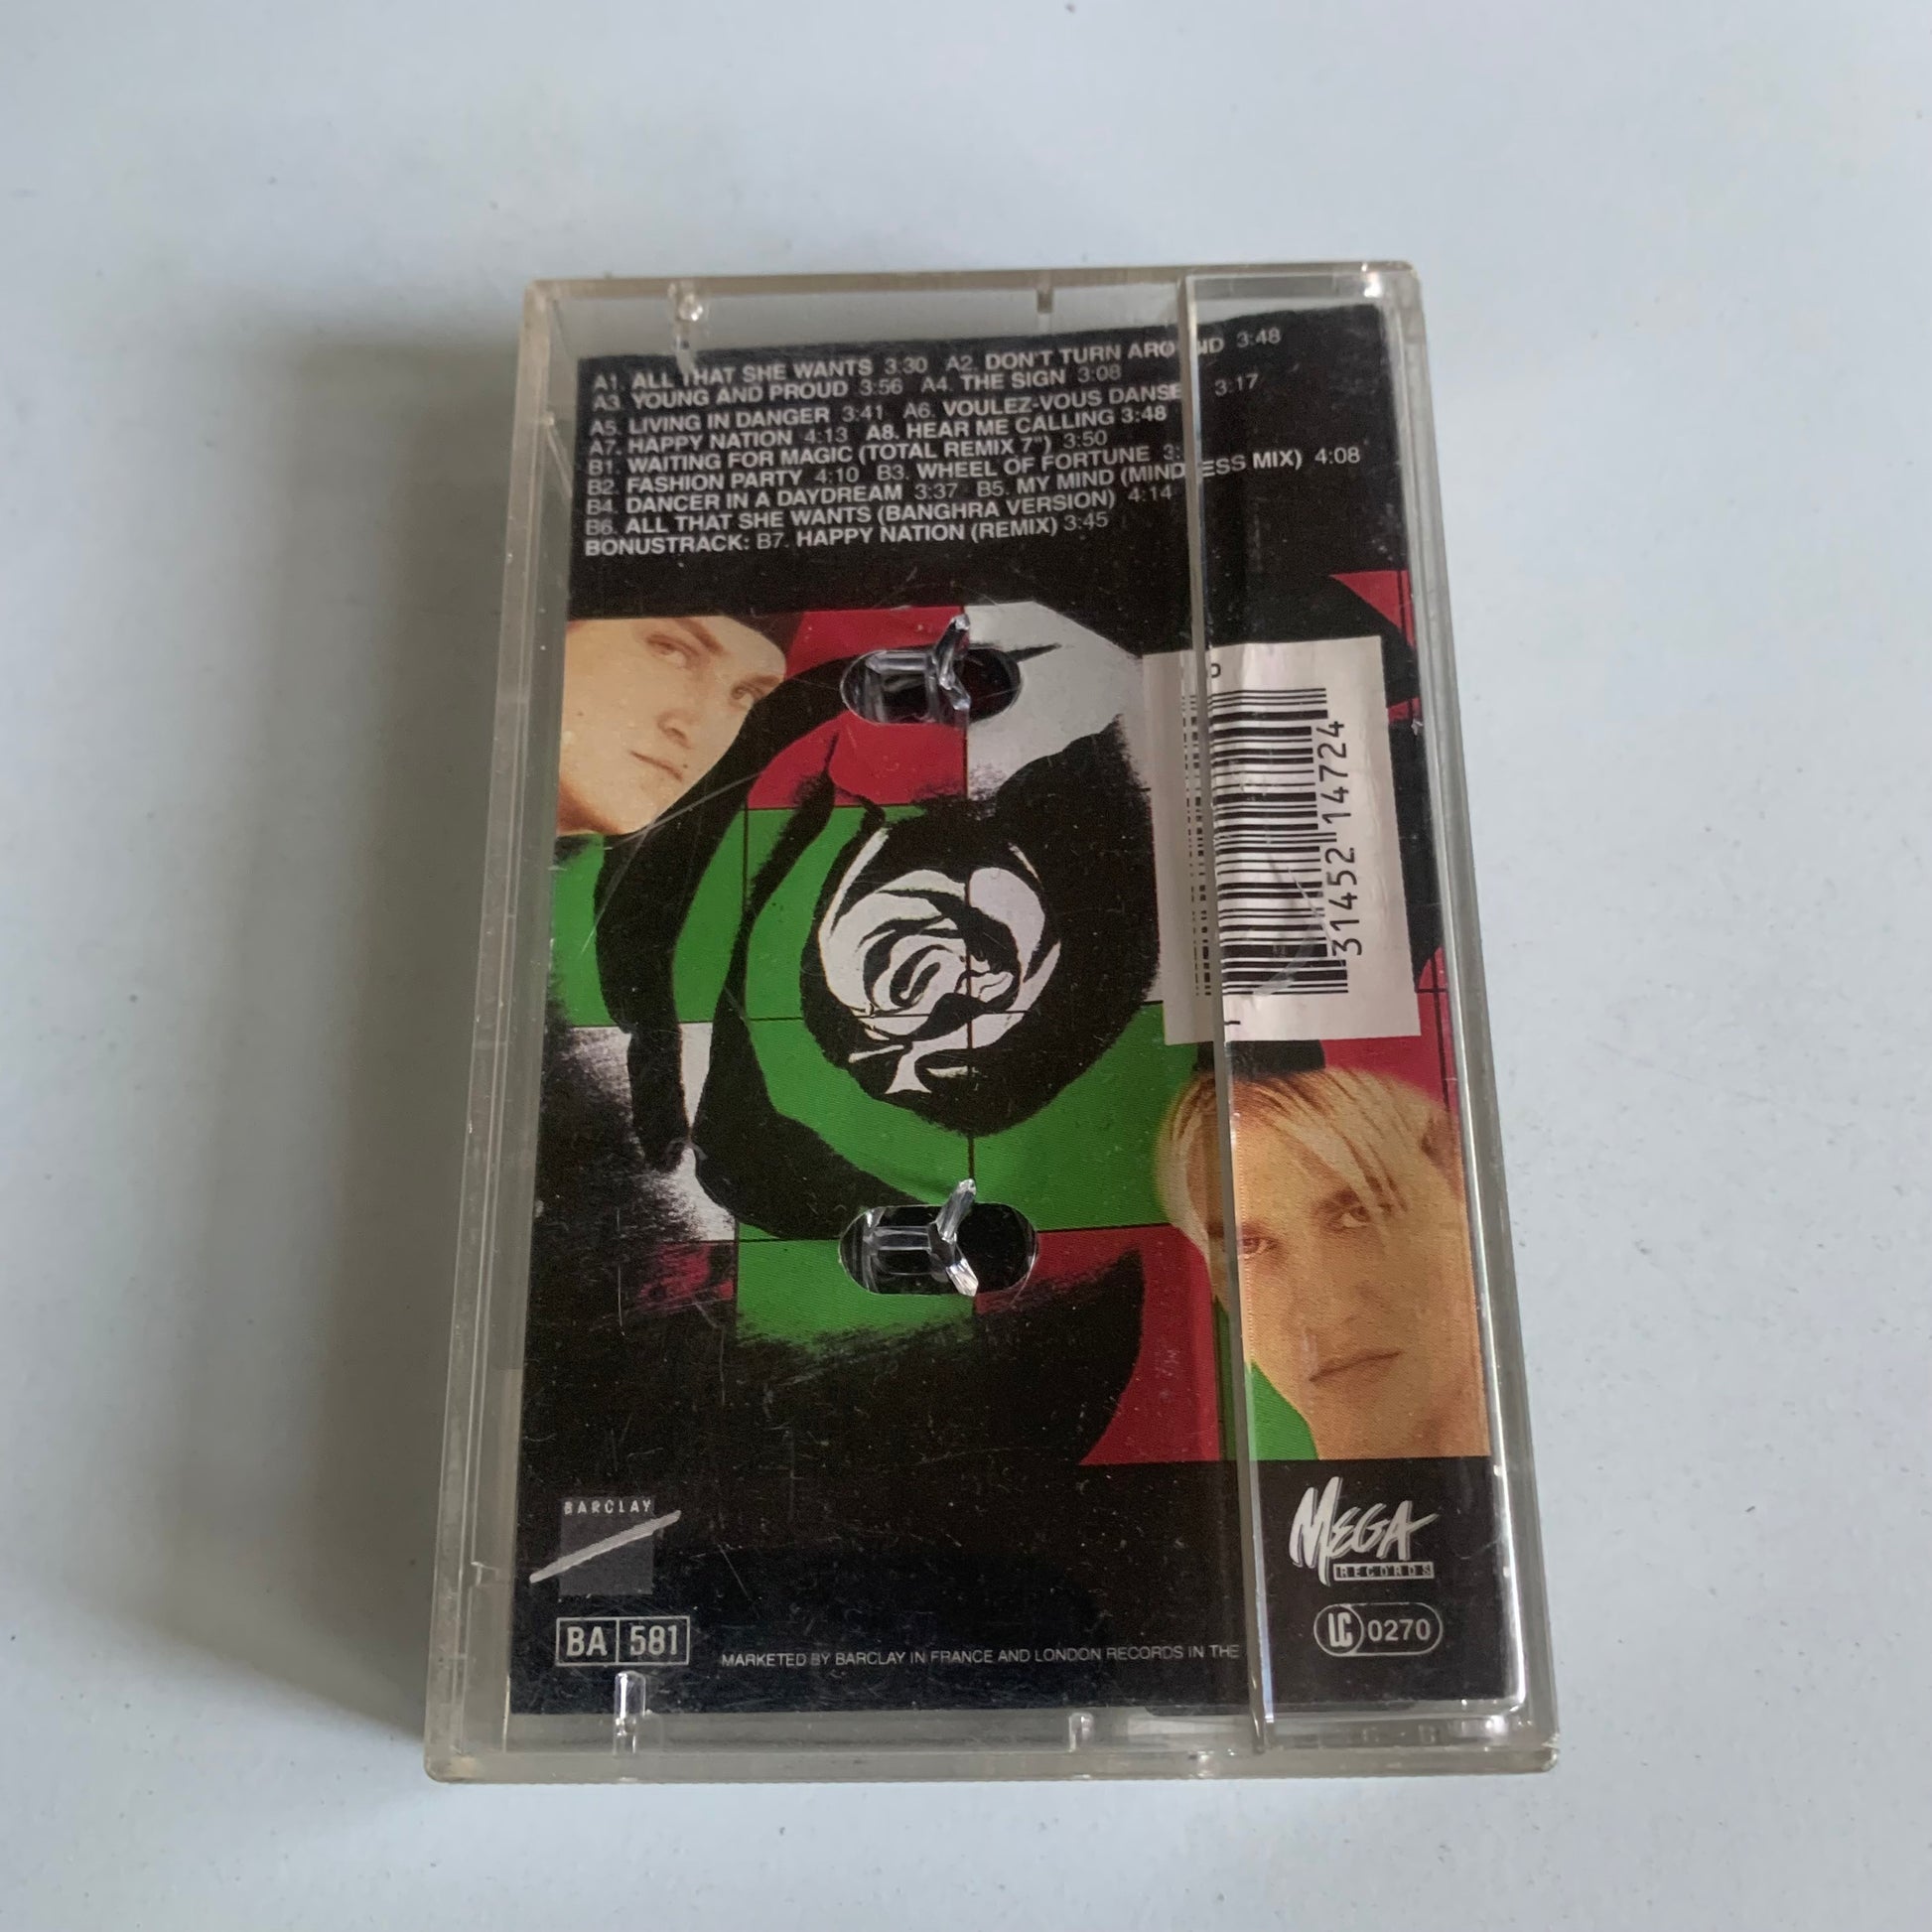 A1. ALL THAT SHE WANTS 3:30 A2. DON'T TURN AROUND 3:48
A3. YOUNG AND PROUD 3:56 A4. THE SIGN 3:08
A5. LIVING IN DANGER 3:41 A6. VOULEZ-VOUS DANSER 3:17
A7. HAPPY NATION 4:13 A8. HEAR ME CALLING 3:48
B1. WAITING FOR MAGIC (TOTAL REMIX 7") 3:50
B2. FASHION PARTY 4:10 B3. WHEEL OF FORTUNE
B4. DANCER IN A DAYDREAM 3:37 B5. MY MIND (MINDLESS MIX) 4:08
B6. ALL THAT SHE WANTS (BANGHRA VERSION) 4:14
BONUSTRACK: B7. HAPPY NATION (REMIX) 3:45
31452 14724
BARCLAY
MEGA
RECORDS
BA 581
LC 0270
MARKETED BY BARCLAY IN FRANCE AND LONDON RECORDS IN THE